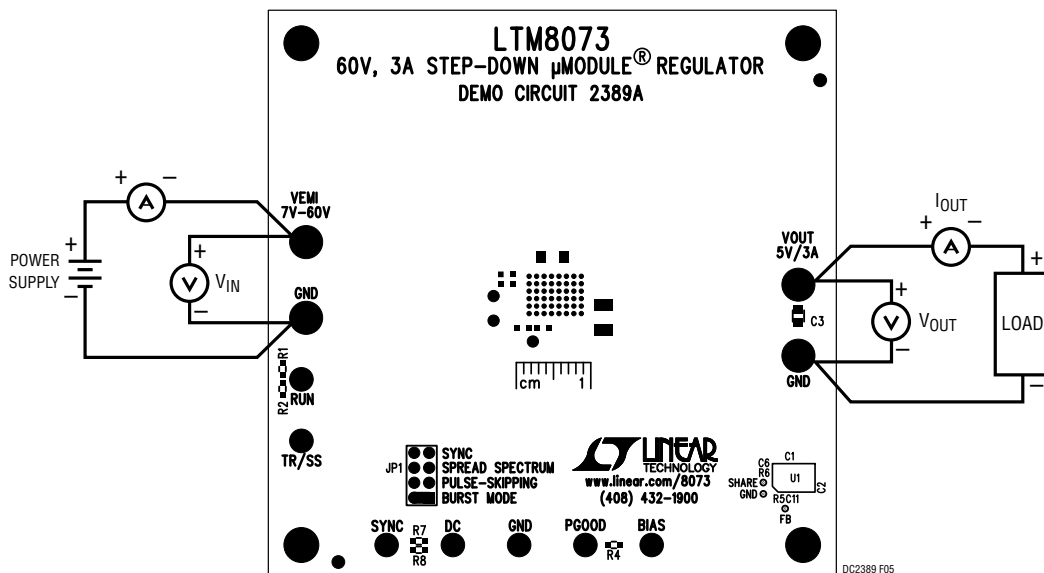 LTM8073
60V, 3A STEP-DOWN µMODULE® REGULATOR
DEMO CIRCUIT 2389A
+ A −
VEMI
7V–60V
+
POWER
SUPPLY
−
+
V
−
VIN
GND
R1
R2
RUN
TR/SS
cm 1
IOUT
+ A −
VOUT
5V/3A
C3
+
V
−
VOUT
+
LOAD
−
GND
JP1
SYNC
SPREAD SPECTRUM
PULSE-SKIPPING
BURST MODE
LINEAR
TECHNOLOGY
www.linear.com/8073
(408) 432-1900
C1
C6
R6
U1
C2
SHARE
GND
R5 C11
FB
SYNC
R7
R8
DC
GND
PGOOD
R4
BIAS
DC2389 F05